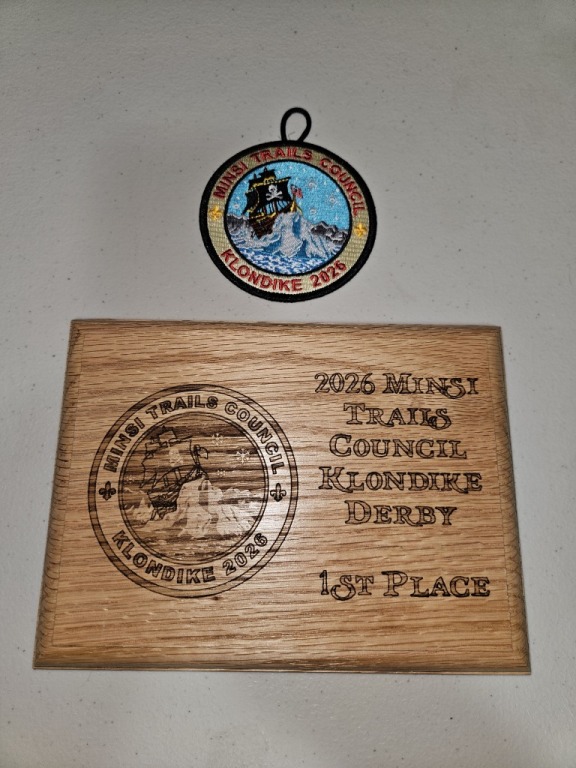 MINSI TRAILS COUNCIL
KLONDIKE 2026
MINSI TRAILS COUNCIL
KLONDIKE 2026
2026 MINSI
TRAILS
COUNCIL
KLONDIKE
DERBY
1ST PLACE